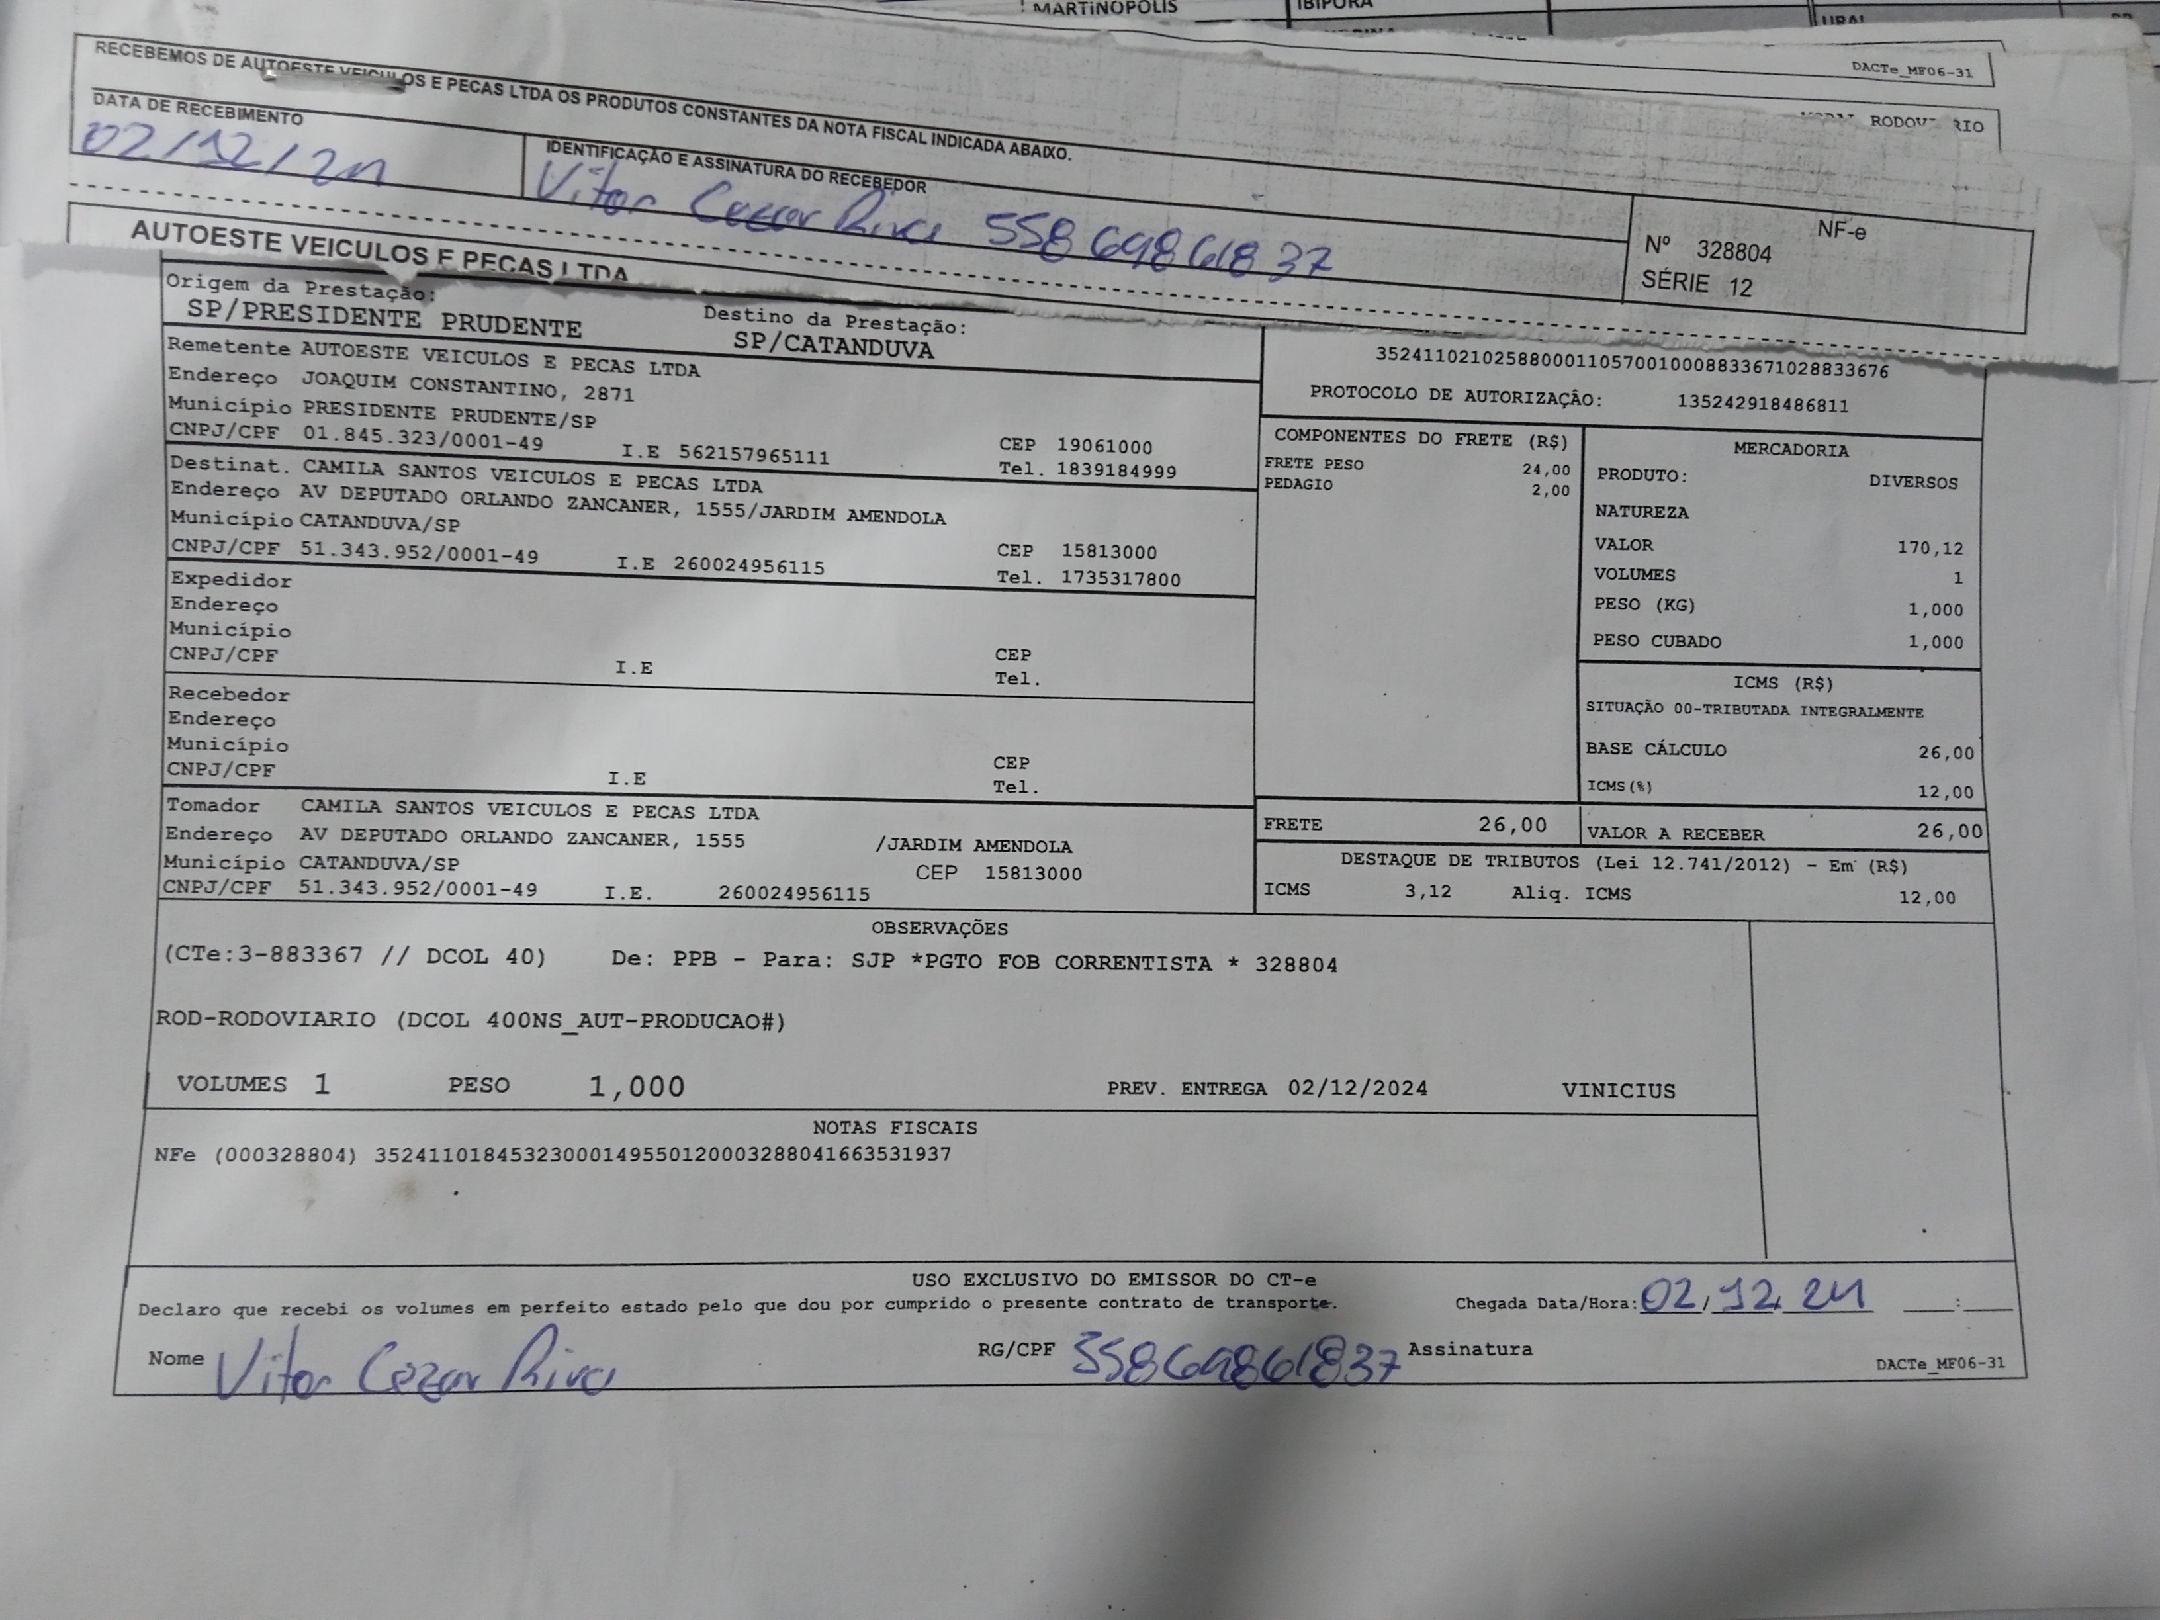 MARTINOPOLIS
IBIPORA
DACTe_MF06-31
RECEBEMOS DE AUTOESTE VEICULOS E PECAS LTDA OS PRODUTOS CONSTANTES DA NOTA FISCAL INDICADA ABAIXO.
DATA DE RECEBIMENTO
02/12/24
IDENTIFICAÇÃO E ASSINATURA DO RECEBEDOR
Vitor Cezar Riva 55869861837
NF-e
Nº 328804
SÉRIE 12
AUTOESTE VEICULOS E PECAS LTDA
Origem da Prestação:
SP/PRESIDENTE PRUDENTE
Destino da Prestação:
SP/CATANDUVA
Remetente AUTOESTE VEICULOS E PECAS LTDA
Endereço JOAQUIM CONSTANTINO, 2871
Município PRESIDENTE PRUDENTE/SP
CNPJ/CPF 01.845.323/0001-49 I.E 562157965111
CEP 19061000
Tel. 1839184999
Destinat. CAMILA SANTOS VEICULOS E PECAS LTDA
Endereço AV DEPUTADO ORLANDO ZANCANER, 1555/JARDIM AMENDOLA
Município CATANDUVA/SP
CNPJ/CPF 51.343.952/0001-49 I.E 260024956115
CEP 15813000
Tel. 1735317800
Expedidor
Endereço
Município
CNPJ/CPF I.E
CEP
Tel.
Recebedor
Endereço
Município
CNPJ/CPF I.E
CEP
Tel.
Tomador CAMILA SANTOS VEICULOS E PECAS LTDA
Endereço AV DEPUTADO ORLANDO ZANCANER, 1555 /JARDIM AMENDOLA
Município CATANDUVA/SP CEP 15813000
CNPJ/CPF 51.343.952/0001-49 I.E. 260024956115
35241102102588000110570010008833671028833676
PROTOCOLO DE AUTORIZAÇÂO: 135242918486811
COMPONENTES DO FRETE (R$)
FRETE PESO 24,00
PEDAGIO 2,00
MERCADORIA
PRODUTO: DIVERSOS
NATUREZA
VALOR 170,12
VOLUMES 1
PESO (KG) 1,000
PESO CUBADO 1,000
ICMS (R$)
SITUAÇÃO 00-TRIBUTADA INTEGRALMENTE
BASE CÁLCULO 26,00
ICMS(%) 12,00
FRETE 26,00
VALOR A RECEBER 26,00
DESTAQUE DE TRIBUTOS (Lei 12.741/2012) - Em (R$)
ICMS 3,12 Aliq. ICMS 12,00
OBSERVAÇÕES
(CTe:3-883367 // DCOL 40) De: PPB - Para: SJP *PGTO FOB CORRENTISTA * 328804
ROD-RODOVIARIO (DCOL 400NS_AUT-PRODUCAO#)
VOLUMES 1 PESO 1,000 PREV. ENTREGA 02/12/2024 VINICIUS
NOTAS FISCAIS
NFe (000328804) 35241101845323000149550120003288041663531937
USO EXCLUSIVO DO EMISSOR DO CT-e
Declaro que recebi os volumes em perfeito estado pelo que dou por cumprido o presente contrato de transporte.
Chegada Data/Hora: 02/12/24 ____:____
Nome Vitor Cezar Riva
RG/CPF 55869861837 Assinatura
DACTe_MF06-31